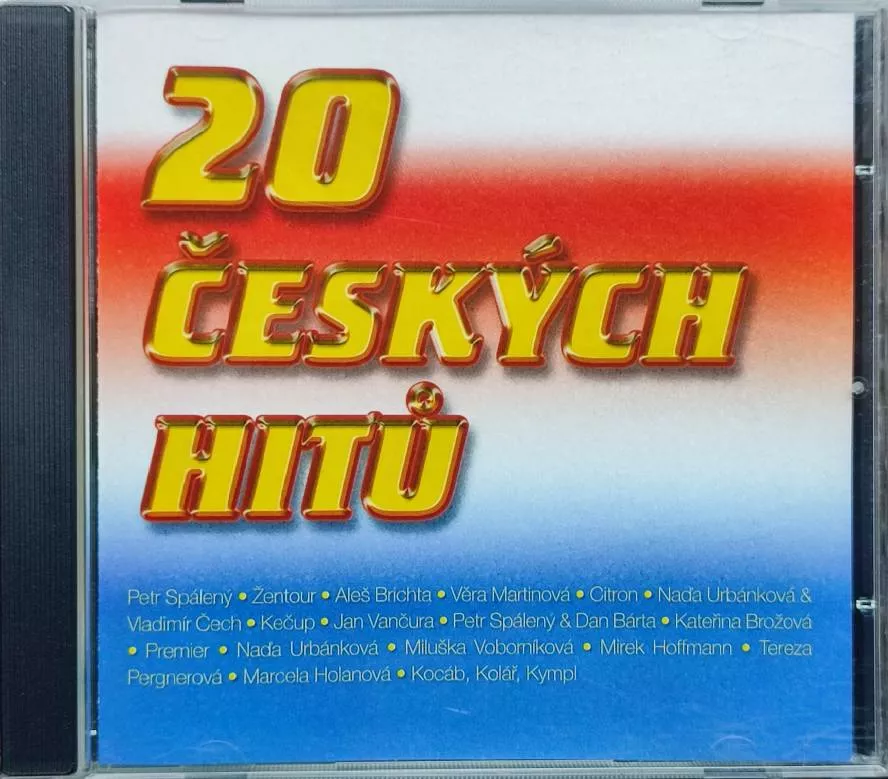 20
ČESKÝCH
HITŮ
Petr Spálený • Žentour • Aleš Brichta • Věra Martinová • Citron • Naďa Urbánková &
Vladimír Čech • Kečup • Jan Vančura • Petr Spálený & Dan Bárta • Kateřina Brožová
• Premier • Naďa Urbánková • Miluška Voborníková • Mirek Hoffmann • Tereza
Pergnerová • Marcela Holanová • Kocáb, Kolář, Kympl